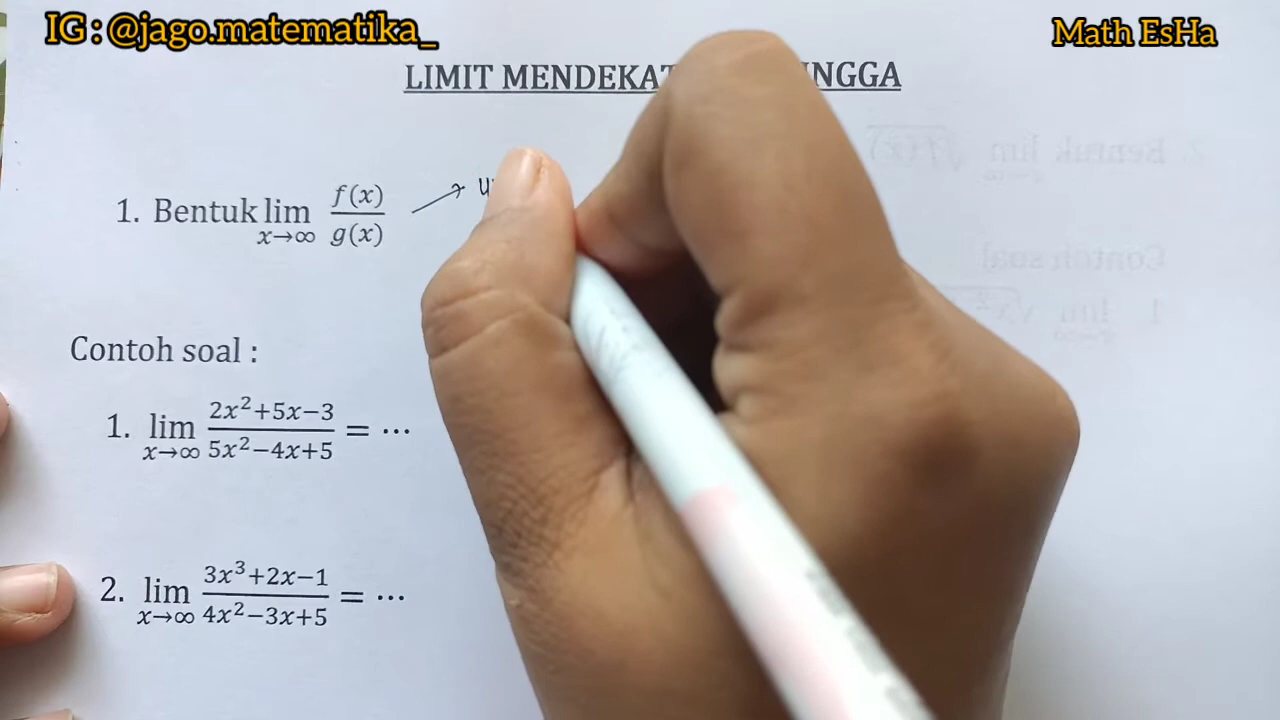 IG : @jago.matematika_
Math EsHa
LIMIT MENDEKAT
1. Bentuk lim x→∞ f(x)/g(x)
Contoh soal :
1. lim x→∞ 2x²+5x−3/5x²−4x+5 = ⋯
2. lim x→∞ 3x³+2x−1/4x²−3x+5 = ⋯